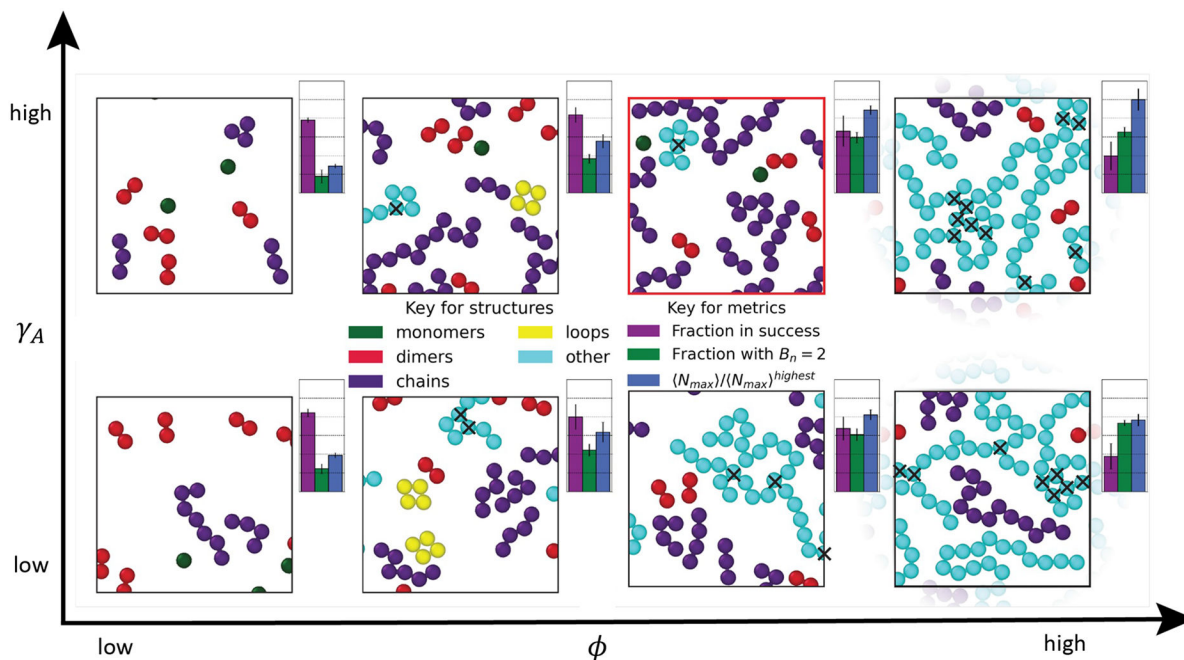 high
Key for structures
Key for metrics
monomers
loops
Fraction in success
dimers
other
Fraction with Bₙ = 2
chains
⟨N_max⟩/⟨N_max⟩^highest
γ_A
low
low
ϕ
high